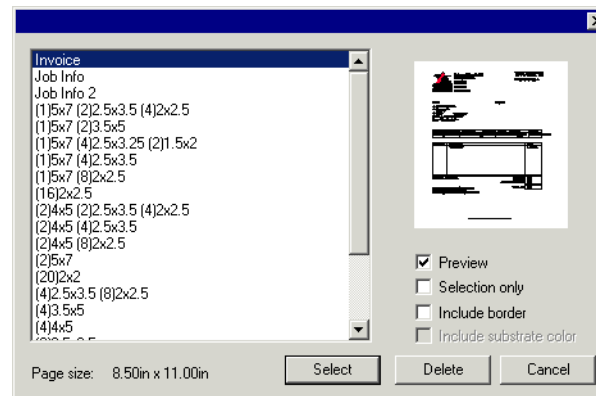 Invoice
Job Info
Job Info 2
(1)5x7 (2)2.5x3.5 (4)2x2.5
(1)5x7 (2)3.5x5
(1)5x7 (4)2.5x3.25 (2)1.5x2
(1)5x7 (4)2.5x3.5
(1)5x7 (8)2x2.5
(16)2x2.5
(2)4x5 (2)2.5x3.5 (4)2x2.5
(2)4x5 (4)2.5x3.5
(2)4x5 (8)2x2.5
(2)5x7
(20)2x2
(4)2.5x3.5 (8)2x2.5
(4)3.5x5
(4)4x5
Preview
Selection only
Include border
Include substrate color
Page size: 8.50in x 11.00in
Select
Delete
Cancel